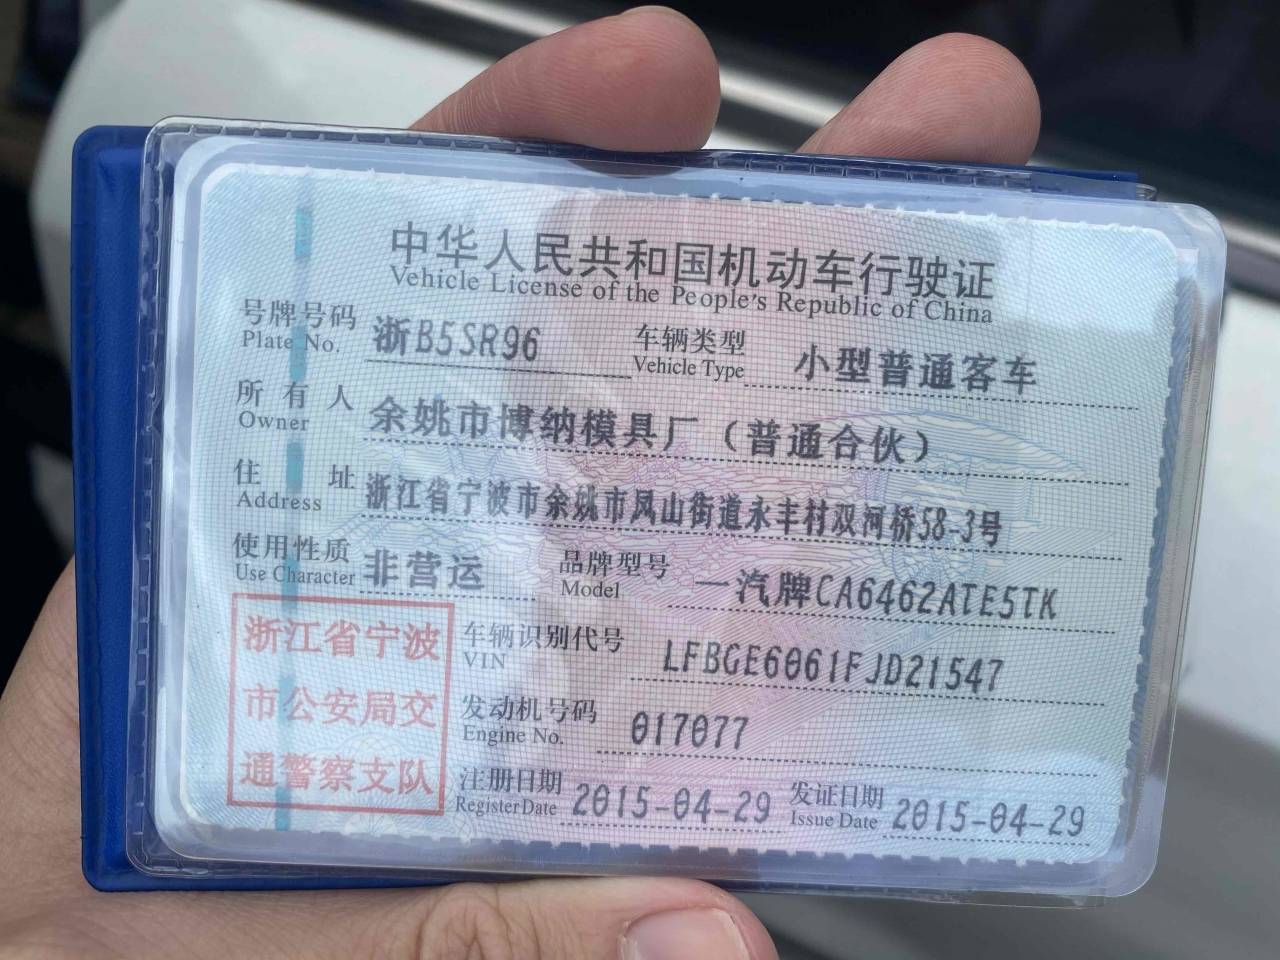 中华人民共和国机动车行驶证
Vehicle License of the People's Republic of China
号牌号码 浙B5SR96 车辆类型 小型普通客车
Plate No. Vehicle Type
所有人 余姚市博纳模具厂（普通合伙）
Owner
住址 浙江省宁波市余姚市凤山街道永丰村双河桥58-3号
Address
使用性质 非营运 品牌型号 一汽牌CA6462ATE5TK
Use Character Model
浙江省宁波
市公安局交
通警察支队
车辆识别代号 LFBGE6061FJD21547
VIN
发动机号码 017077
Engine No.
注册日期 2015-04-29 发证日期 2015-04-29
Register Date Issue Date